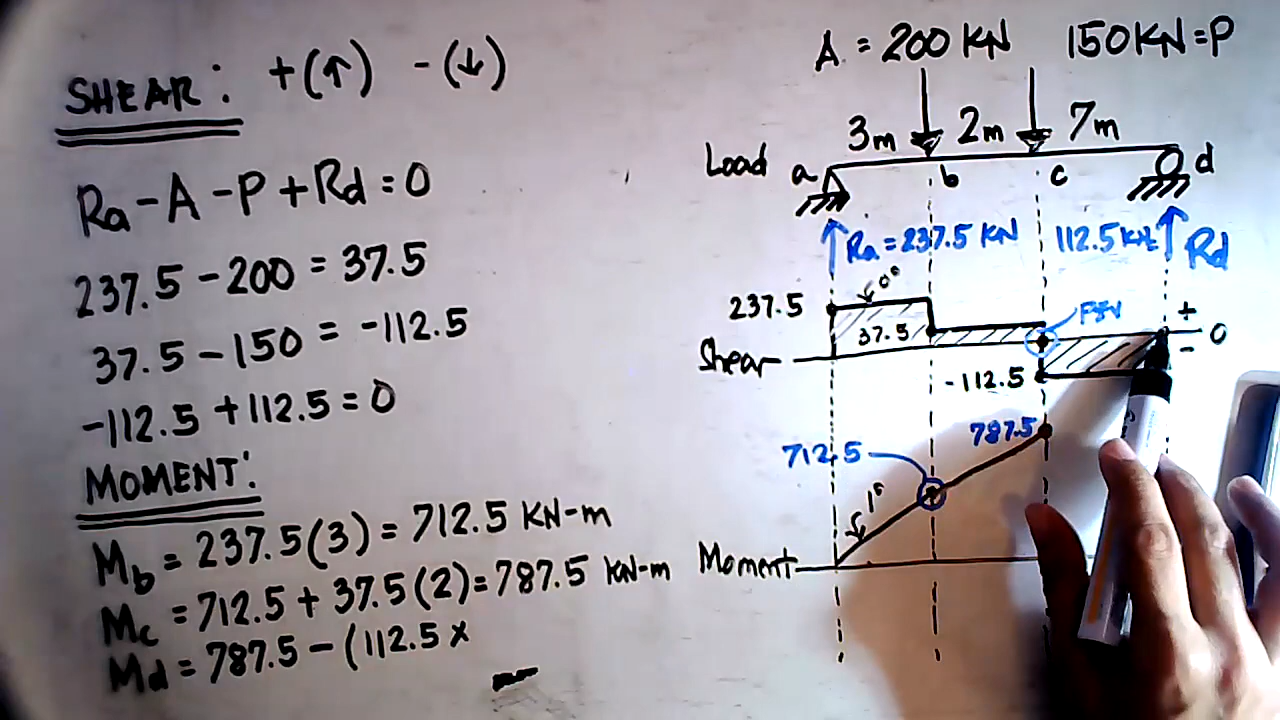 SHEAR: +(↑) -(↓)
Ra - A - P + Rd = 0
237.5 - 200 = 37.5
37.5 - 150 = -112.5
-112.5 + 112.5 = 0
MOMENT:
Mb = 237.5(3) = 712.5 KN-m
Mc = 712.5 + 37.5(2) = 787.5 KN-m
Md = 787.5 - (112.5 x
A = 200 KN 150KN = P
3m 2m 7m
Load a b c d
Ra = 237.5 KN 112.5 KN Rd
0°
237.5 37.5 PSV + 0 -
Shear
-112.5
787.5
712.5
1°
Moment